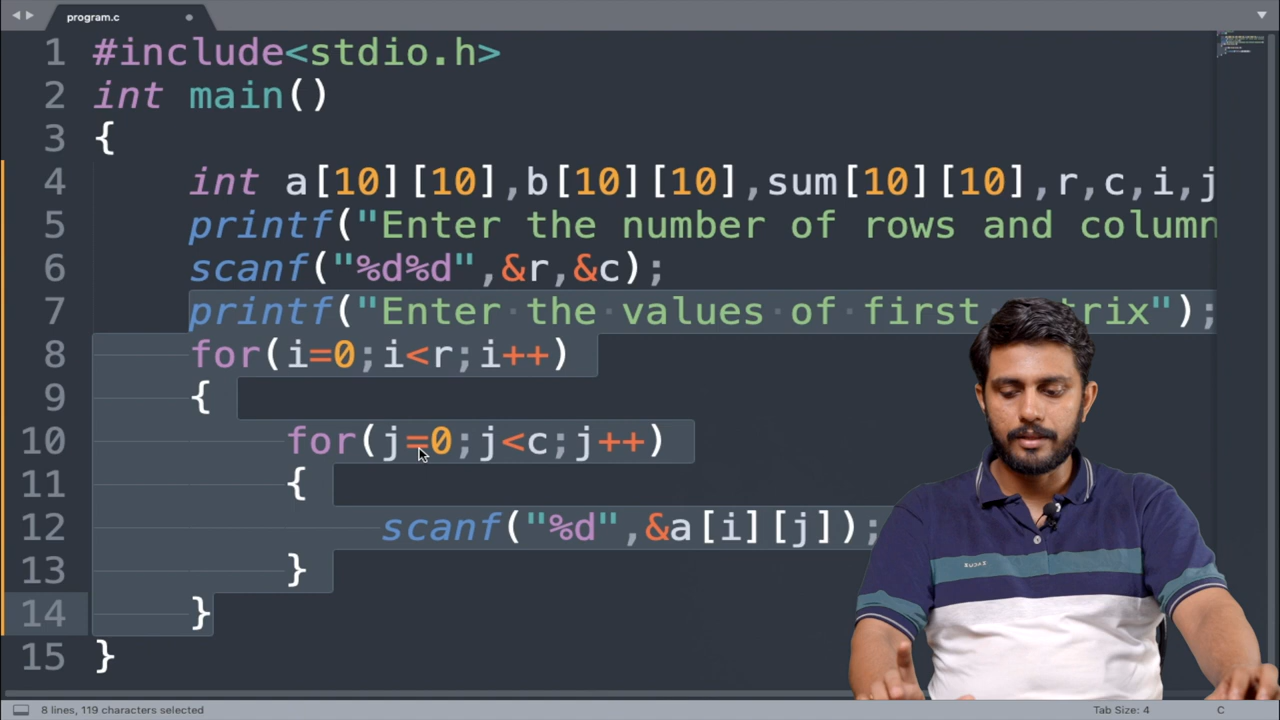 program.c
1 #include<stdio.h>
2 int main()
3 {
4 int a[10][10],b[10][10],sum[10][10],r,c,i,j
5 printf("Enter the number of rows and column
6 scanf("%d%d",&r,&c);
7 printf("Enter the values of first trix");
8 for(i=0;i<r;i++)
9 {
10 for(j=0;j<c;j++)
11 {
12 scanf("%d",&a[i][j]);
13 }
14 }
15 }
8 lines, 119 characters selected
Tab Size: 4
C